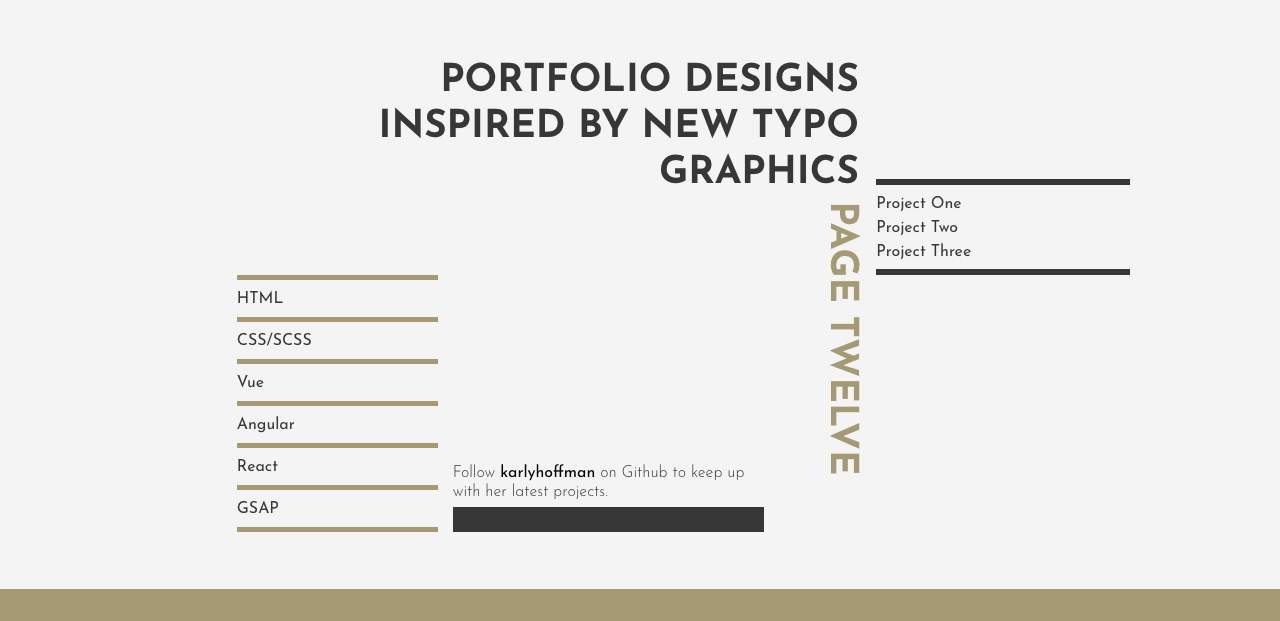 PORTFOLIO DESIGNS
INSPIRED BY NEW TYPO
GRAPHICS
PAGE TWELVE
Project One
Project Two
Project Three
HTML
CSS/SCSS
Vue
Angular
React
GSAP
Follow karlyhoffman on Github to keep up
with her latest projects.